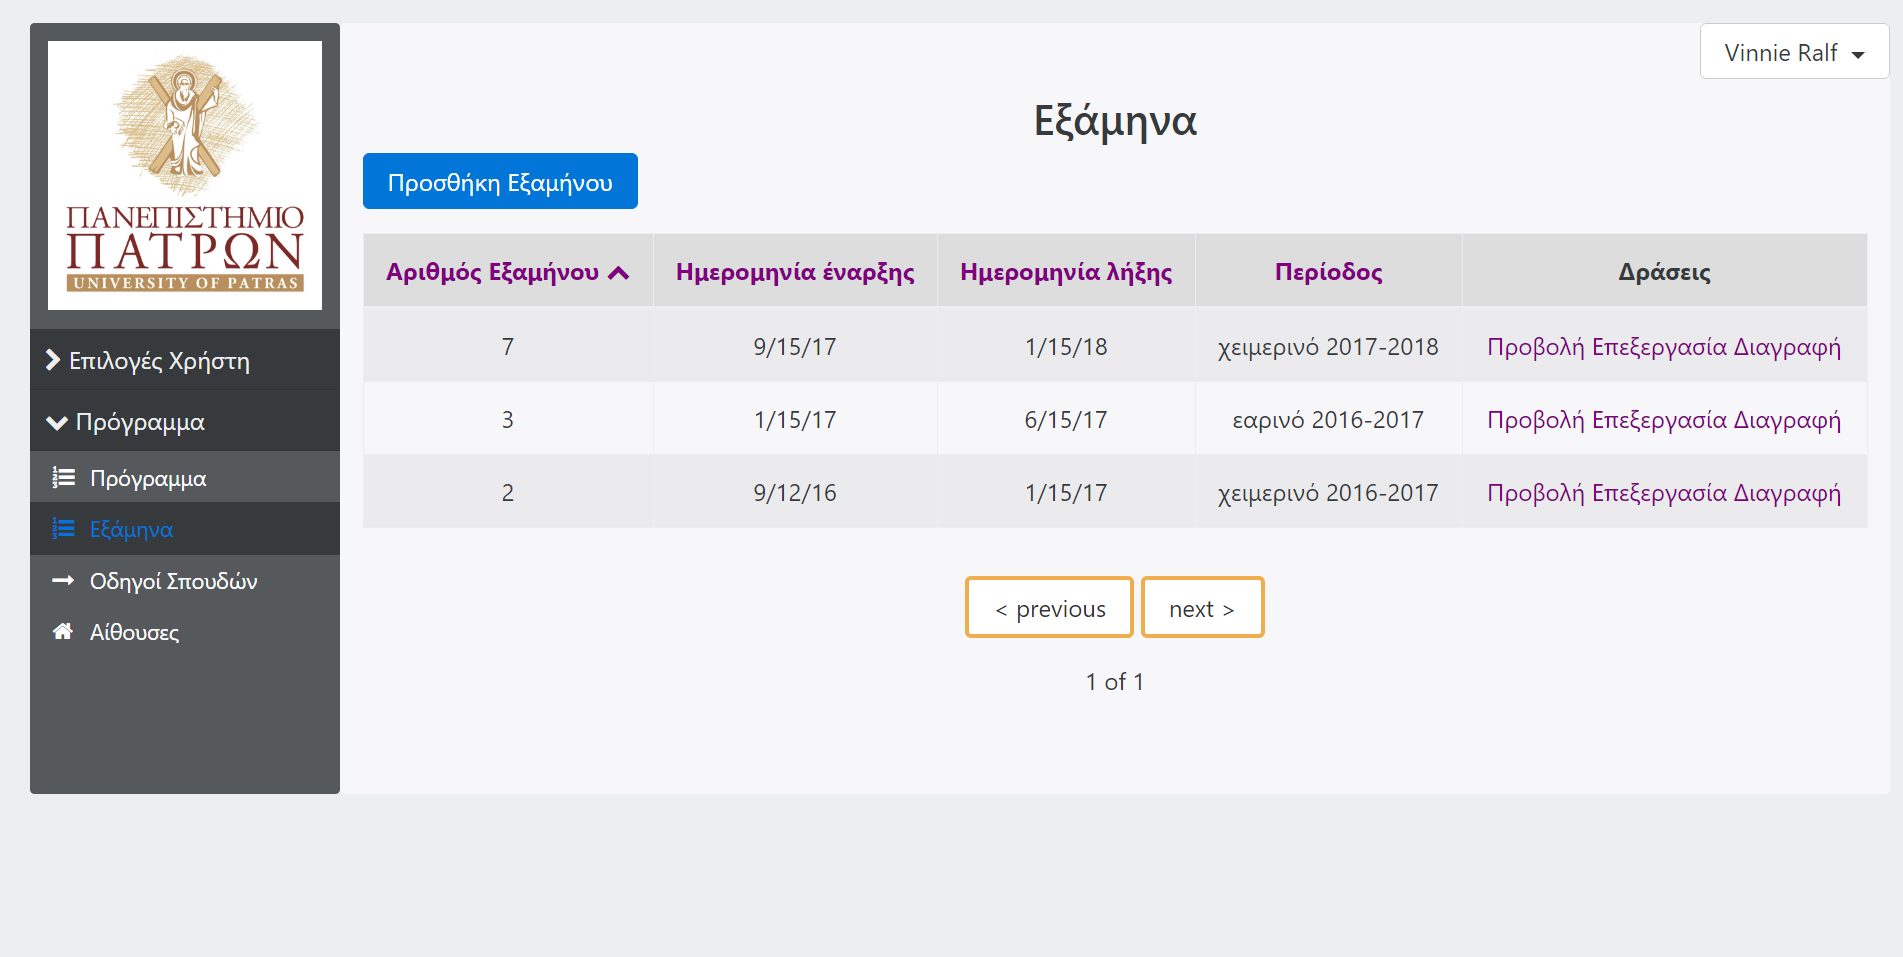 Vinnie Ralf
ΠΑΝΕΠΙΣΤΗΜΙΟ
ΠΑΤΡΩΝ
UNIVERSITY OF PATRAS
Επιλογές Χρήστη
Πρόγραμμα
Πρόγραμμα
Εξάμηνα
Οδηγοί Σπουδών
Αίθουσες
Εξάμηνα
Προσθήκη Εξαμήνου
Αριθμός Εξαμήνου Ημερομηνία έναρξης Ημερομηνία λήξης Περίοδος Δράσεις
7 9/15/17 1/15/18 χειμερινό 2017-2018 Προβολή Επεξεργασία Διαγραφή
3 1/15/17 6/15/17 εαρινό 2016-2017 Προβολή Επεξεργασία Διαγραφή
2 9/12/16 1/15/17 χειμερινό 2016-2017 Προβολή Επεξεργασία Διαγραφή
< previous next >
1 of 1